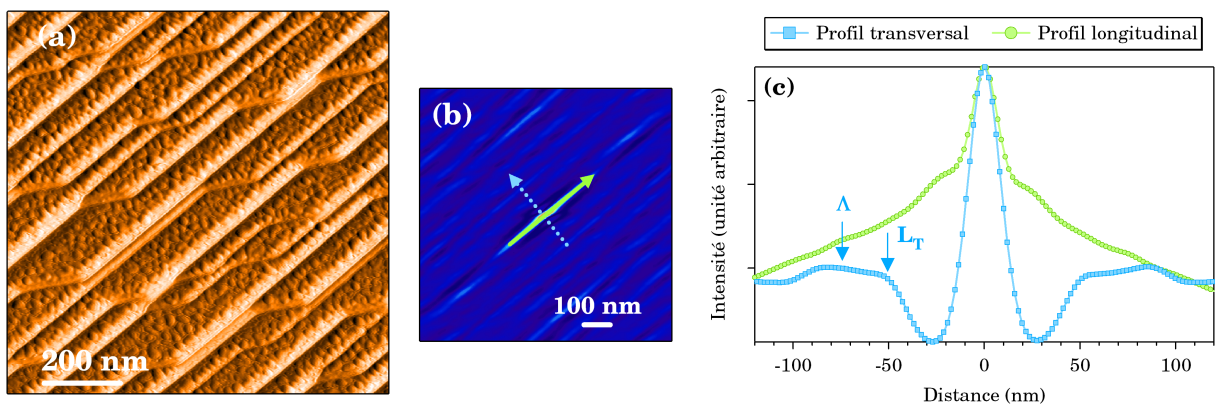 (a)
200 nm
(b)
100 nm
Profil transversal
Profil longitudinal
(c)
Intensité (unité arbitraire)
Λ
L_T
-100
-50
0
50
100
Distance (nm)